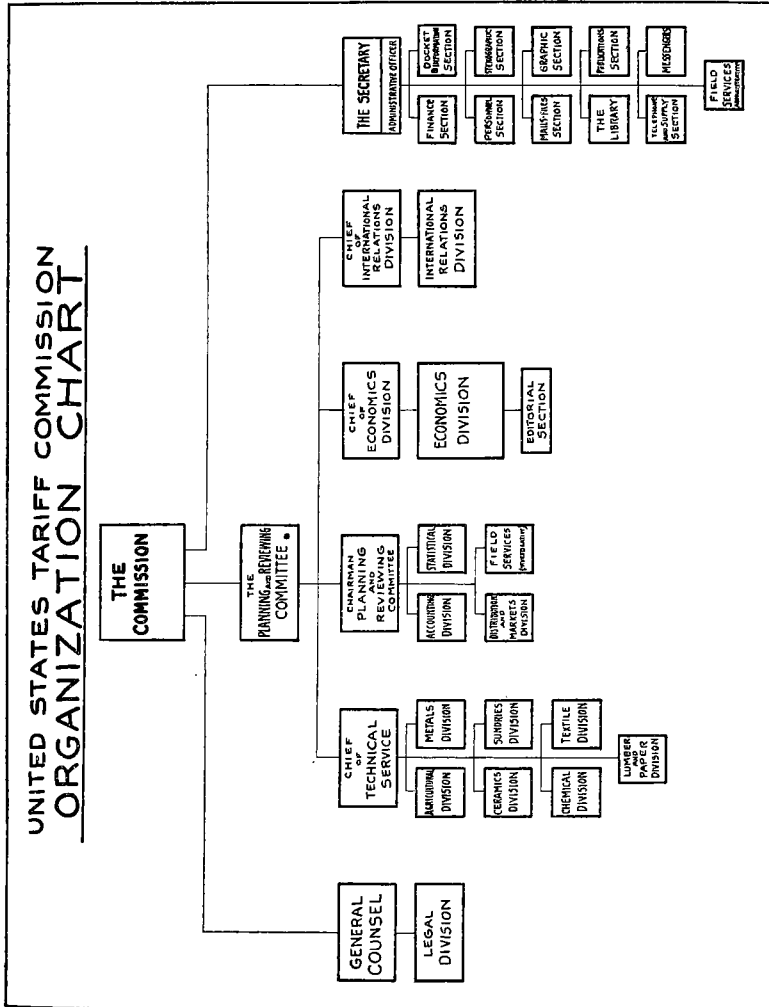 UNITED STATES TARIFF COMMISSION
ORGANIZATION CHART
THE
COMMISSION
THE
PLANNING AND REVIEWING
COMMITTEE.
GENERAL
COUNSEL
LEGAL
DIVISION
CHIEF
OF
TECHNICAL
SERVICE
AGRICULTURAL
DIVISION
METALS
DIVISION
CERAMICS
DIVISION
SUNDRIES
DIVISION
CHEMICAL
DIVISION
TEXTILE
DIVISION
LUMBER
AND
PAPER
DIVISION
CHAIRMAN
PLANNING
AND
REVIEWING
COMMITTEE
ACCOUNTING
DIVISION
STATISTICAL
DIVISION
DISTRIBUTION
AND
MARKETS
DIVISION
FIELD
SERVICES
(INVESTIGATIVE)
CHIEF
OF
ECONOMICS
DIVISION
ECONOMICS
DIVISION
EDITORIAL
SECTION
CHIEF
OF
INTERNATIONAL
RELATIONS
DIVISION
INTERNATIONAL
RELATIONS
DIVISION
THE SECRETARY
ADMINISTRATIVE OFFICER
FINANCE
SECTION
DOCKET
& INFORMATION
SECTION
PERSONNEL
SECTION
STENOGRAPHIC
SECTION
MAILS-FILES
SECTION
GRAPHIC
SECTION
THE
LIBRARY
PUBLICATIONS
SECTION
TELEPHONE
AND SUPPLY
SECTION
MESSENGERS
FIELD
SERVICES
(ADMINISTRATIVE)